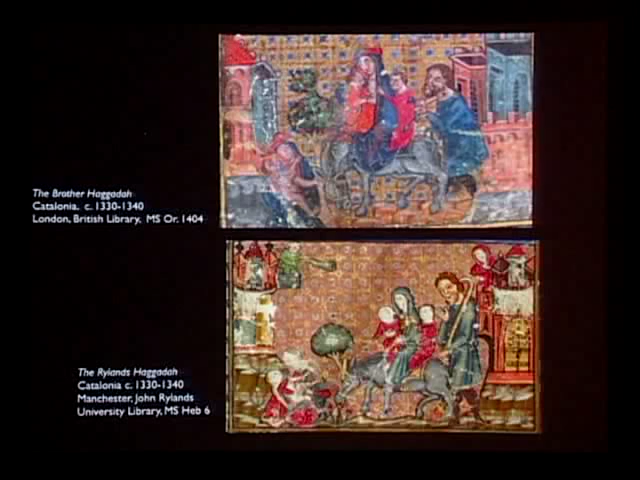 The Brother Haggadah
Catalonia, c. 1330-1340
London, British Library, MS Or. 1404
The Rylands Haggadah
Catalonia c. 1330-1340
Manchester, John Rylands
University Library, MS Heb 6